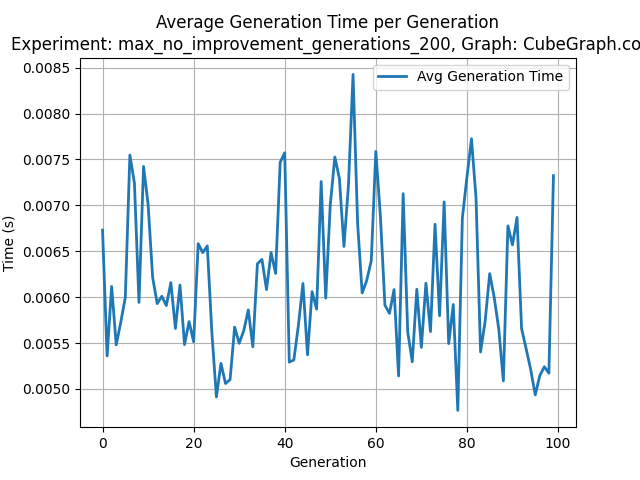 Average Generation Time per Generation
Experiment: max_no_improvement_generations_200, Graph: CubeGraph.co
Avg Generation Time
0.0085
0.0080
0.0075
0.0070
0.0065
0.0060
0.0055
0.0050
Time (s)
0 20 40 60 80 100
Generation